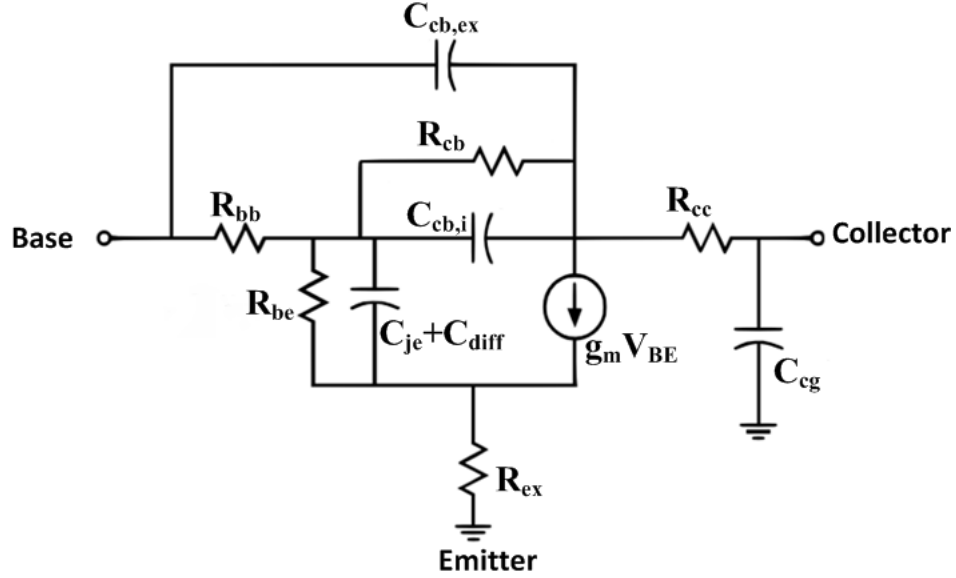 Ccb,ex
Rcb
Rbb
Ccb,i
Rcc
Base
Collector
Rbe
Cje+Cdiff
gmVBE
Ccg
Rex
Emitter